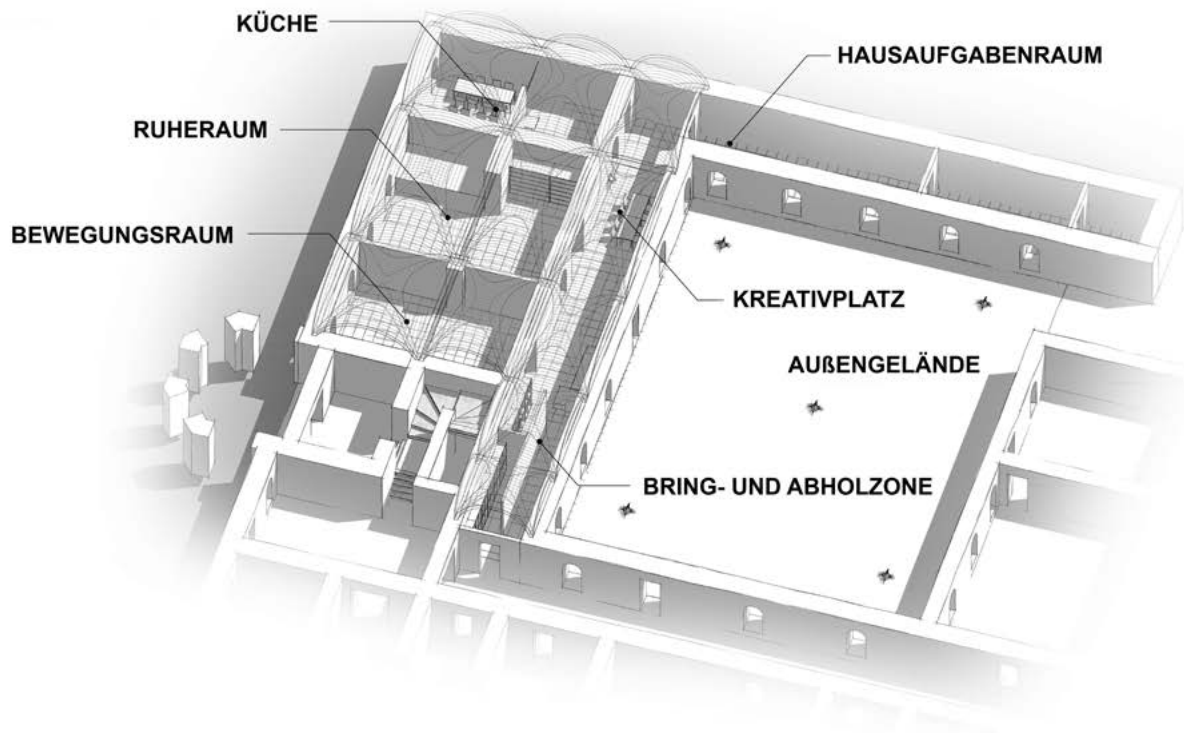 KÜCHE
HAUSAUFGABENRAUM
RUHERAUM
BEWEGUNGSRAUM
KREATIVPLATZ
AUßENGELÄNDE
BRING- UND ABHOLZONE